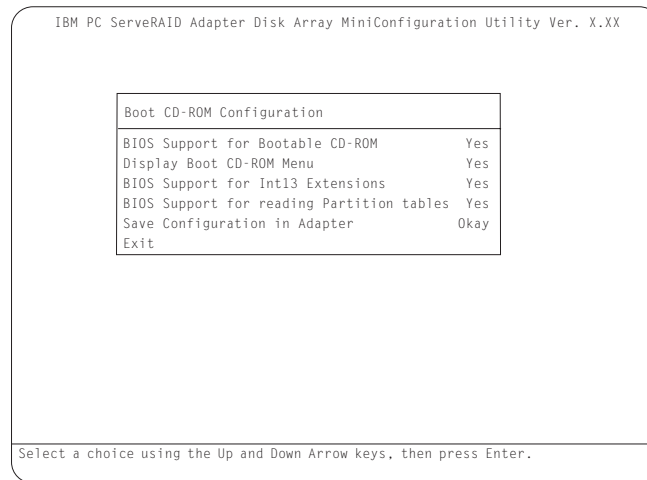 IBM PC ServeRAID Adapter Disk Array MiniConfiguration Utility Ver. X.XX
Boot CD-ROM Configuration
BIOS Support for Bootable CD-ROM Yes
Display Boot CD-ROM Menu Yes
BIOS Support for Int13 Extensions Yes
BIOS Support for reading Partition tables Yes
Save Configuration in Adapter Okay
Exit
Select a choice using the Up and Down Arrow keys, then press Enter.